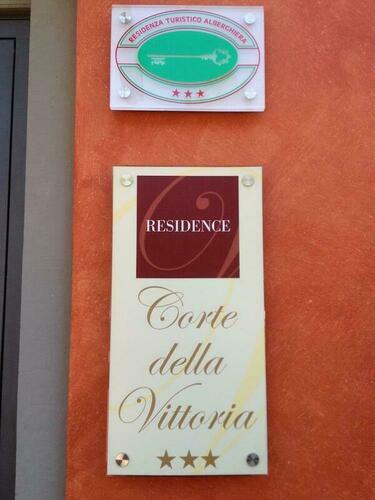 RESIDENZA TURISTICO ALBERGHIERA
RESIDENCE
Corte
della
Vittoria